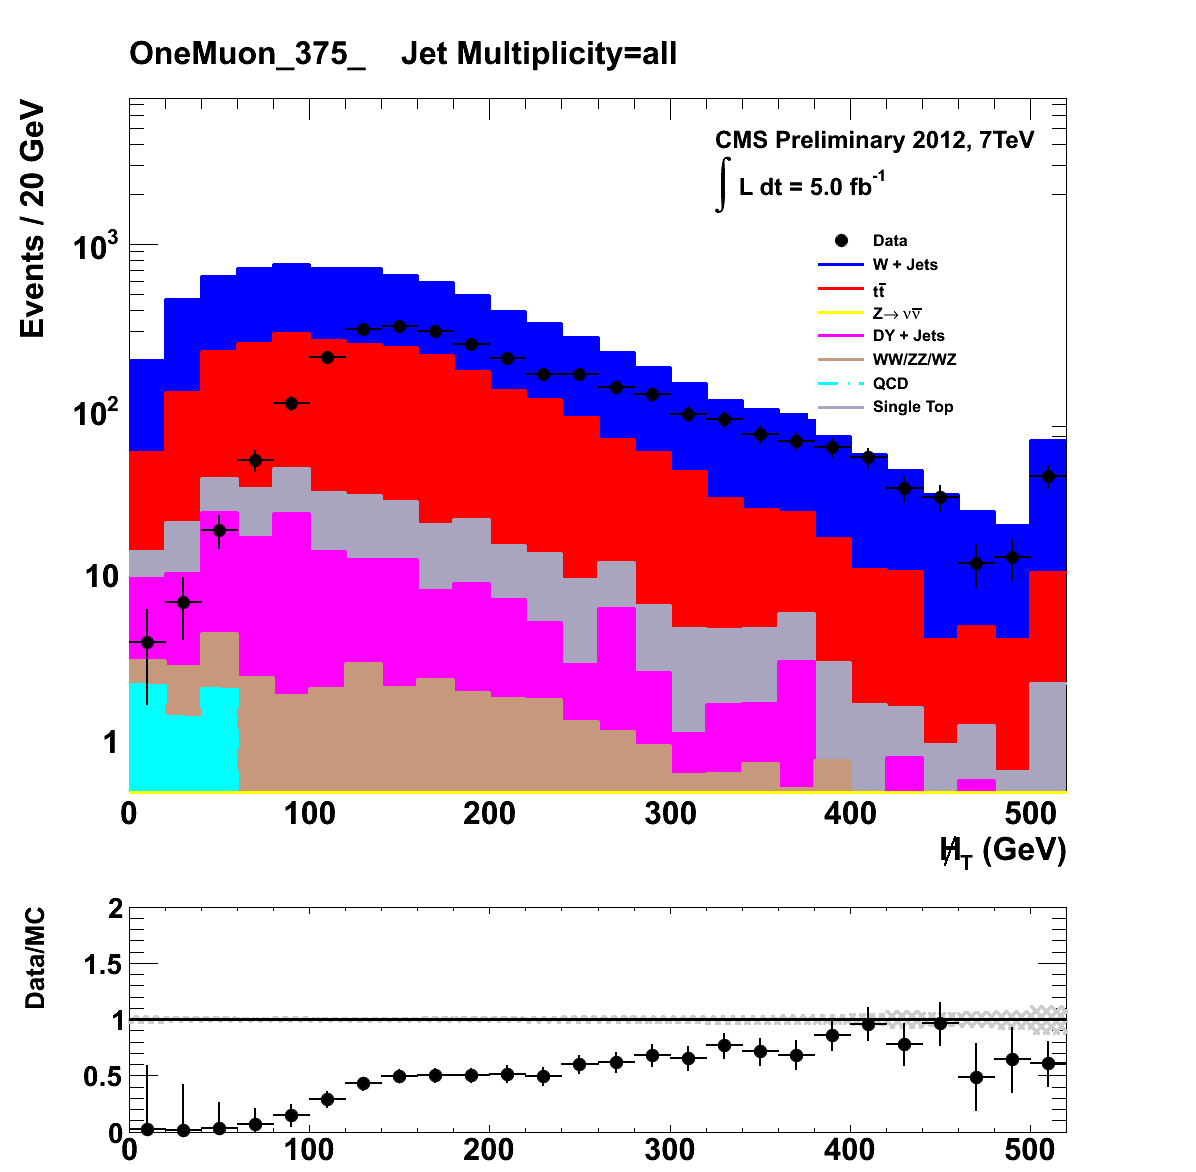 OneMuon_375_ Jet Multiplicity=all
Events / 20 GeV
CMS Preliminary 2012, 7TeV
∫ L dt = 5.0 fb⁻¹
Data
W + Jets
tt̅
Z→ νν̅
DY + Jets
WW/ZZ/WZ
QCD
Single Top
10³
10²
10
1
0 100 200 300 400 500
H̸_T (GeV)
Data/MC
2
1.5
1
0.5
0
0 100 200 300 400 500